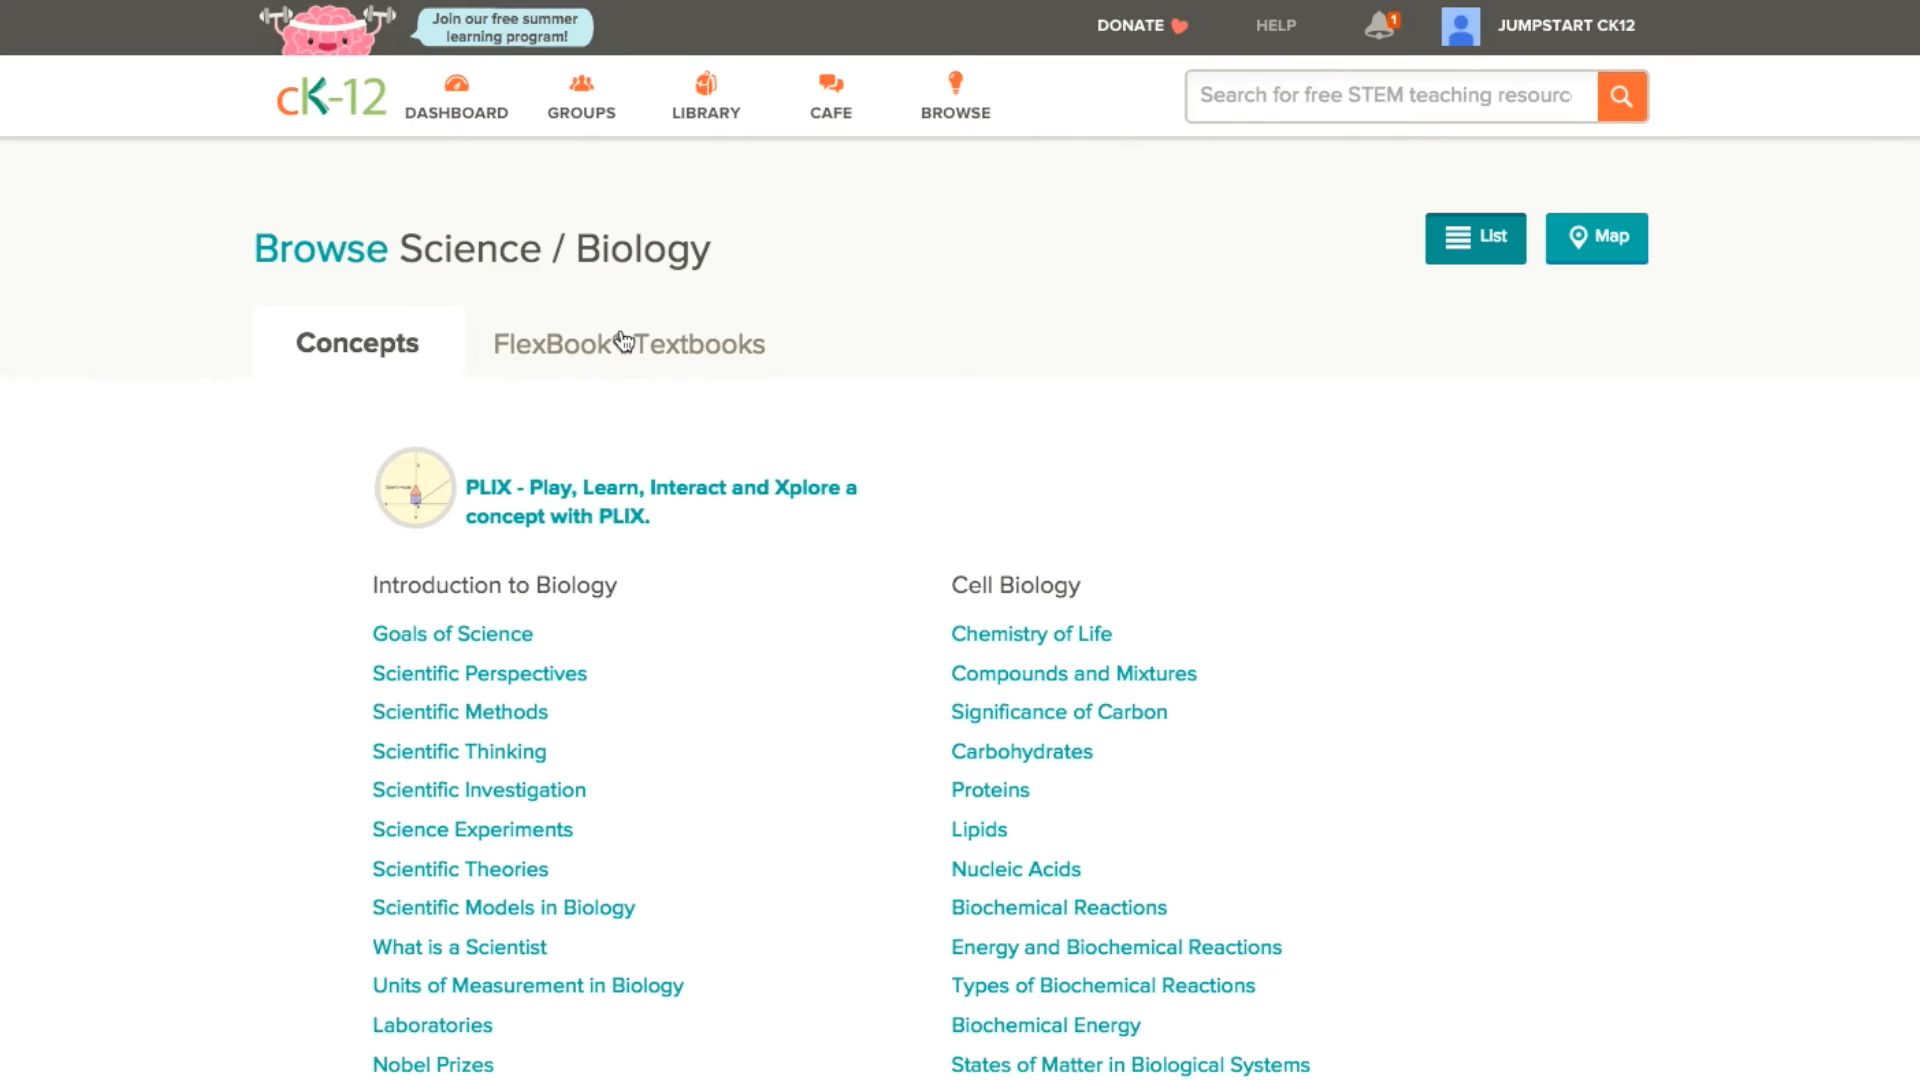 Join our free summer
learning program!
DONATE
HELP
1
JUMPSTART CK12
cK-12
DASHBOARD
GROUPS
LIBRARY
CAFE
BROWSE
Search for free STEM teaching resourc
Browse Science / Biology
List
Map
Concepts
FlexBook Textbooks
PLIX - Play, Learn, Interact and Xplore a
concept with PLIX.
Introduction to Biology
Goals of Science
Scientific Perspectives
Scientific Methods
Scientific Thinking
Scientific Investigation
Science Experiments
Scientific Theories
Scientific Models in Biology
What is a Scientist
Units of Measurement in Biology
Laboratories
Nobel Prizes
Cell Biology
Chemistry of Life
Compounds and Mixtures
Significance of Carbon
Carbohydrates
Proteins
Lipids
Nucleic Acids
Biochemical Reactions
Energy and Biochemical Reactions
Types of Biochemical Reactions
Biochemical Energy
States of Matter in Biological Systems